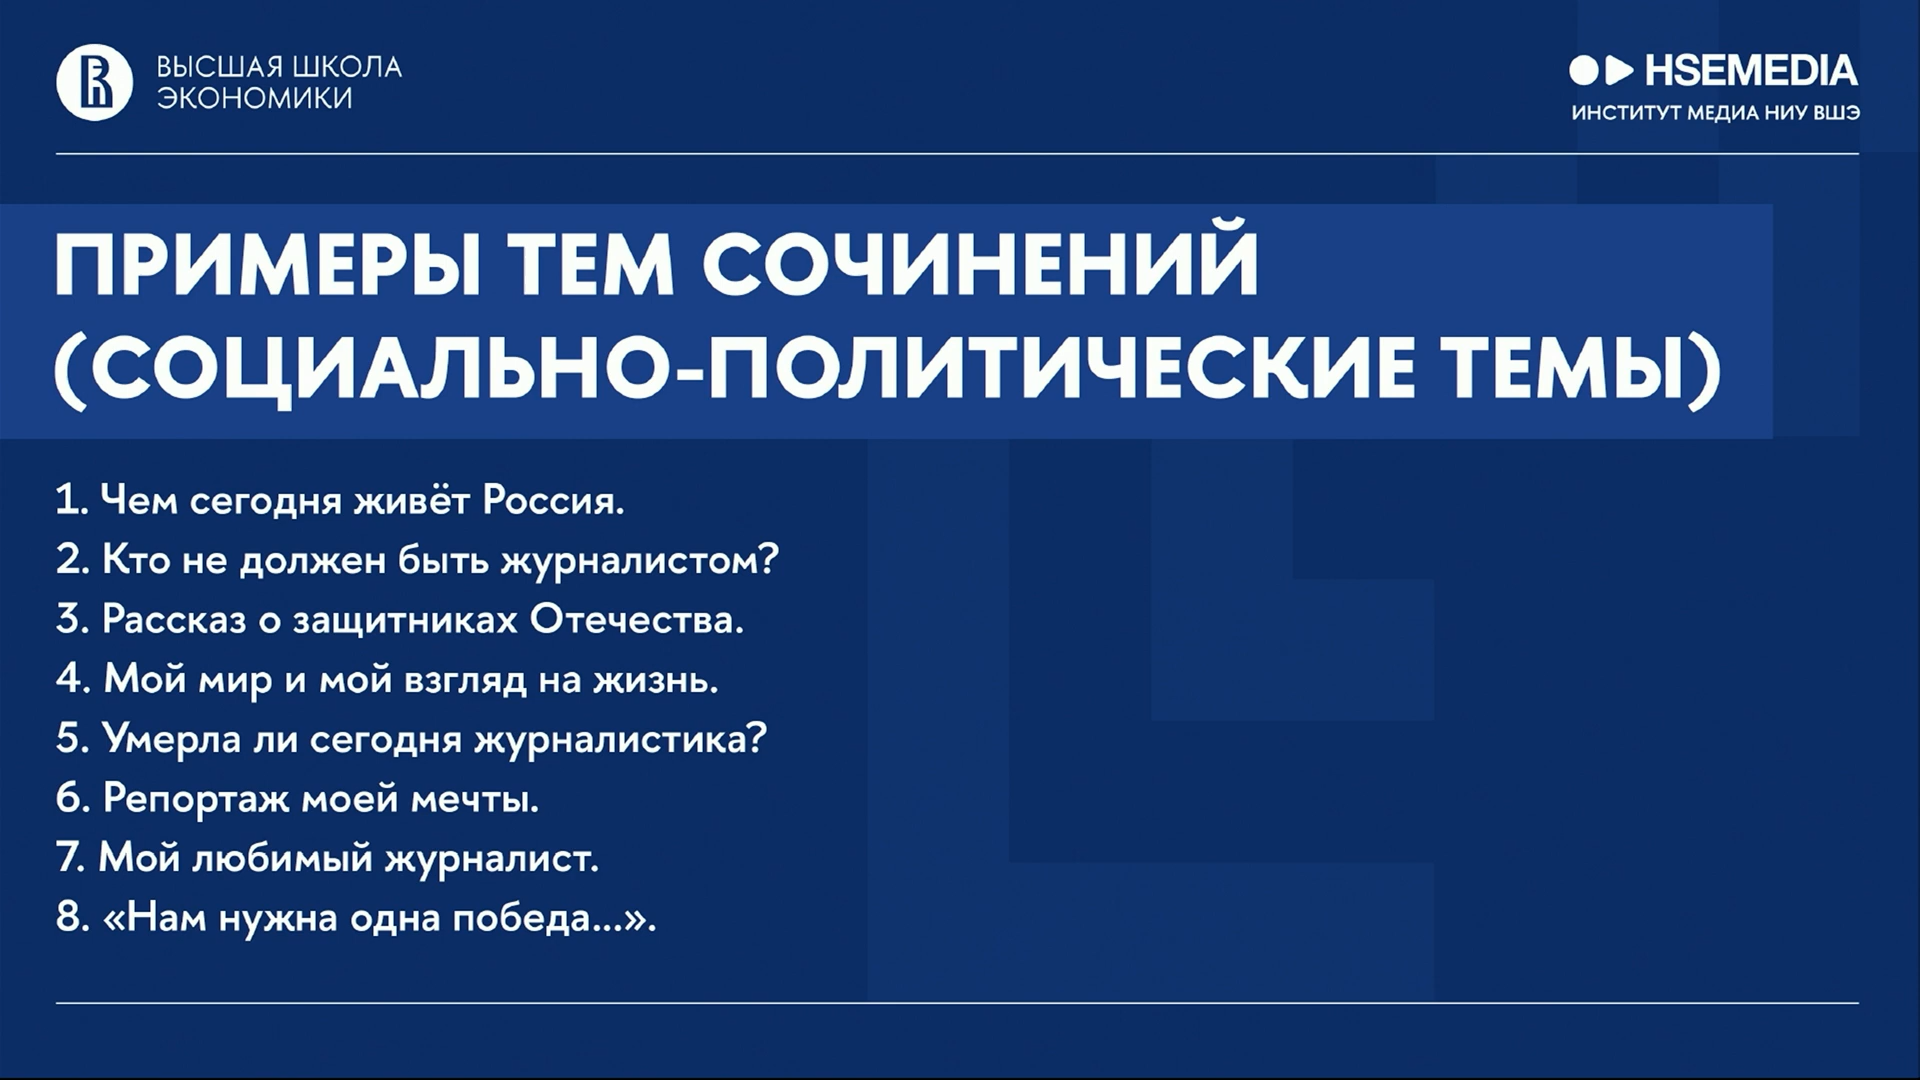 ВЫСШАЯ ШКОЛА
ЭКОНОМИКИ
HSEMEDIA
ИНСТИТУТ МЕДИА НИУ ВШЭ
ПРИМЕРЫ ТЕМ СОЧИНЕНИЙ
(СОЦИАЛЬНО-ПОЛИТИЧЕСКИЕ ТЕМЫ)
1. Чем сегодня живёт Россия.
2. Кто не должен быть журналистом?
3. Рассказ о защитниках Отечества.
4. Мой мир и мой взгляд на жизнь.
5. Умерла ли сегодня журналистика?
6. Репортаж моей мечты.
7. Мой любимый журналист.
8. «Нам нужна одна победа...».